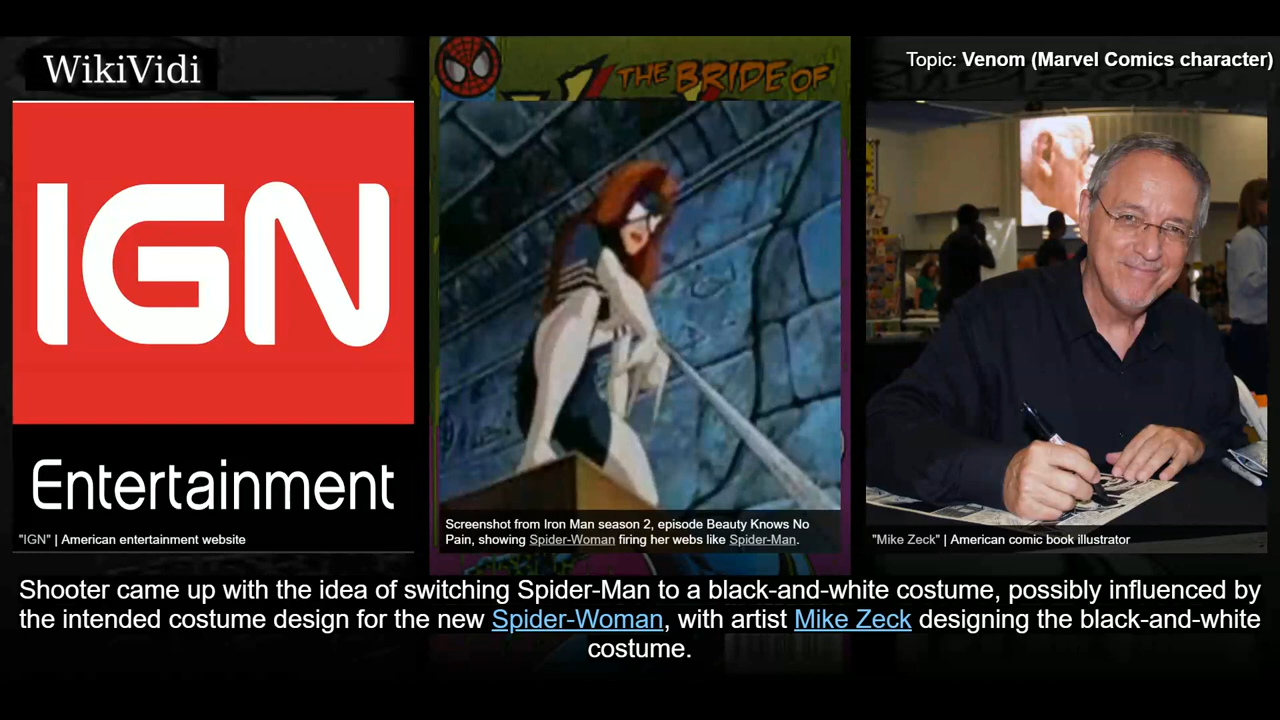 WikiVidi
Topic: Venom (Marvel Comics character)
THE BRIDE OF
IGN
Entertainment
"IGN" | American entertainment website
Screenshot from Iron Man season 2, episode Beauty Knows No
Pain, showing Spider-Woman firing her webs like Spider-Man.
"Mike Zeck" | American comic book illustrator
Shooter came up with the idea of switching Spider-Man to a black-and-white costume, possibly influenced by
the intended costume design for the new Spider-Woman, with artist Mike Zeck designing the black-and-white
costume.